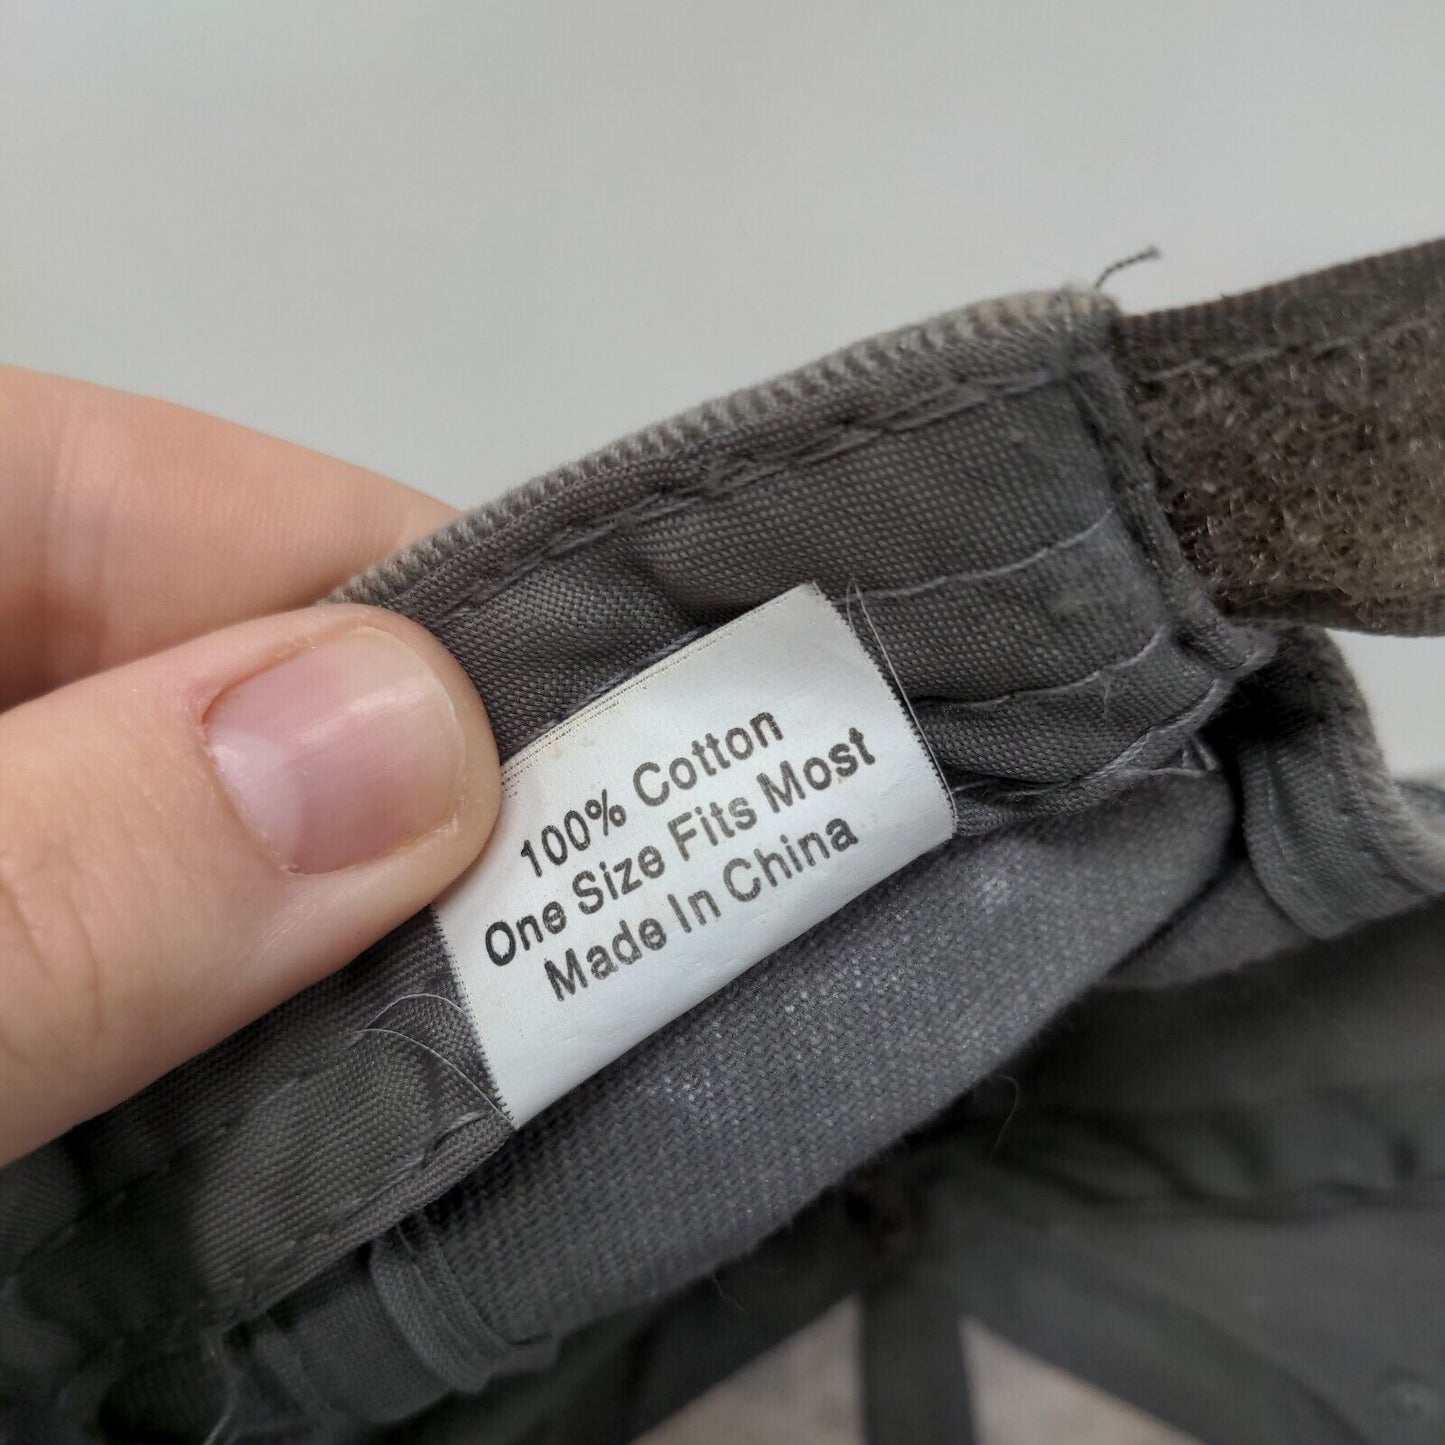 100% Cotton
One Size Fits Most
Made In China